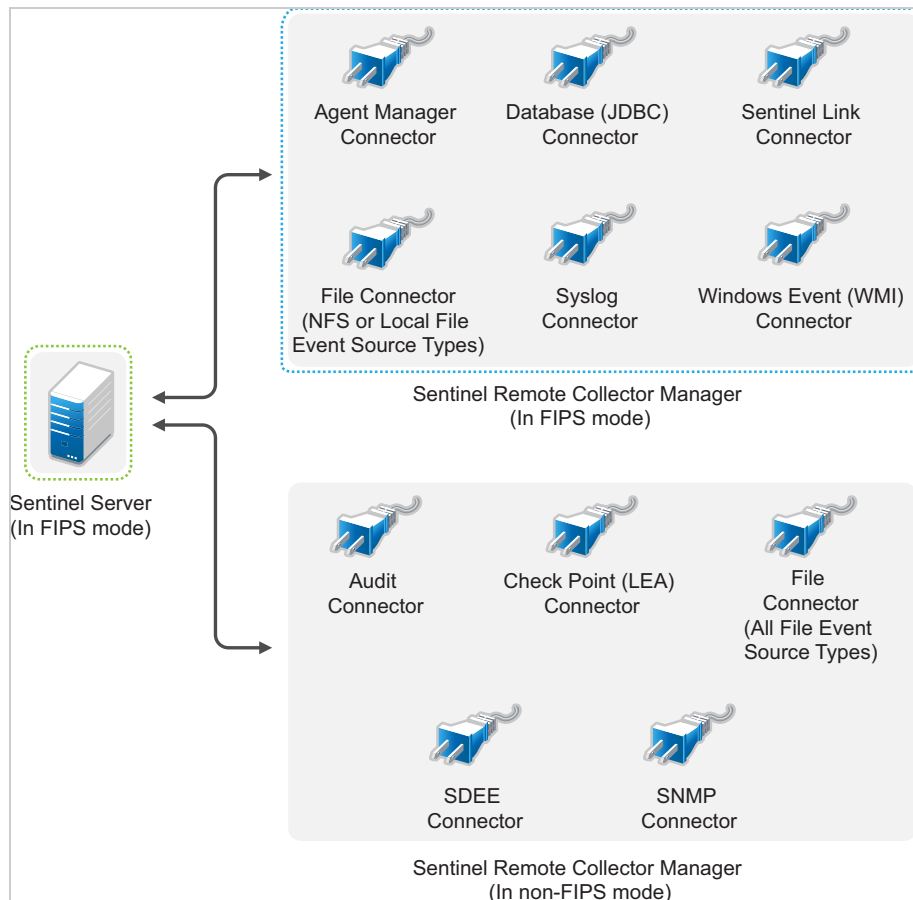 Agent Manager
Connector
Database (JDBC)
Connector
Sentinel Link
Connector
File Connector
(NFS or Local File
Event Source Types)
Syslog
Connector
Windows Event (WMI)
Connector
Sentinel Remote Collector Manager
(In FIPS mode)
Sentinel Server
(In FIPS mode)
Audit
Connector
Check Point (LEA)
Connector
File
Connector
(All File Event
Source Types)
SDEE
Connector
SNMP
Connector
Sentinel Remote Collector Manager
(In non-FIPS mode)